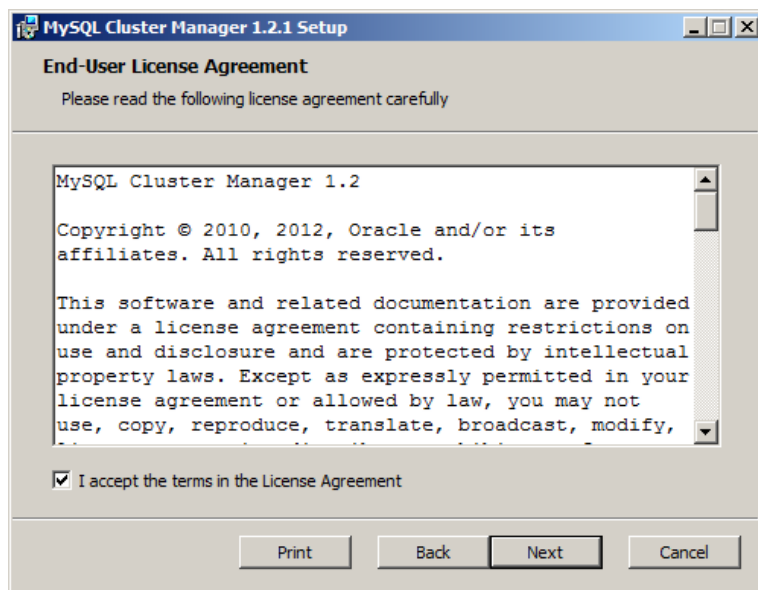 MySQL Cluster Manager 1.2.1 Setup
End-User License Agreement
Please read the following license agreement carefully
MySQL Cluster Manager 1.2
Copyright © 2010, 2012, Oracle and/or its
affiliates. All rights reserved.
This software and related documentation are provided
under a license agreement containing restrictions on
use and disclosure and are protected by intellectual
property laws. Except as expressly permitted in your
license agreement or allowed by law, you may not
use, copy, reproduce, translate, broadcast, modify,
I accept the terms in the License Agreement
Print
Back
Next
Cancel